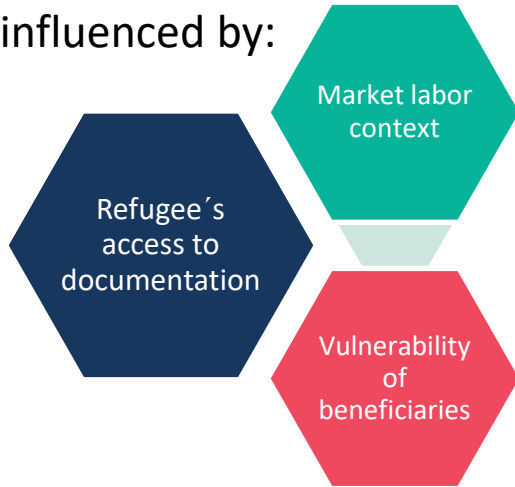 influenced by:
Market labor
context
Refugee´s
access to
documentation
Vulnerability
of
beneficiaries